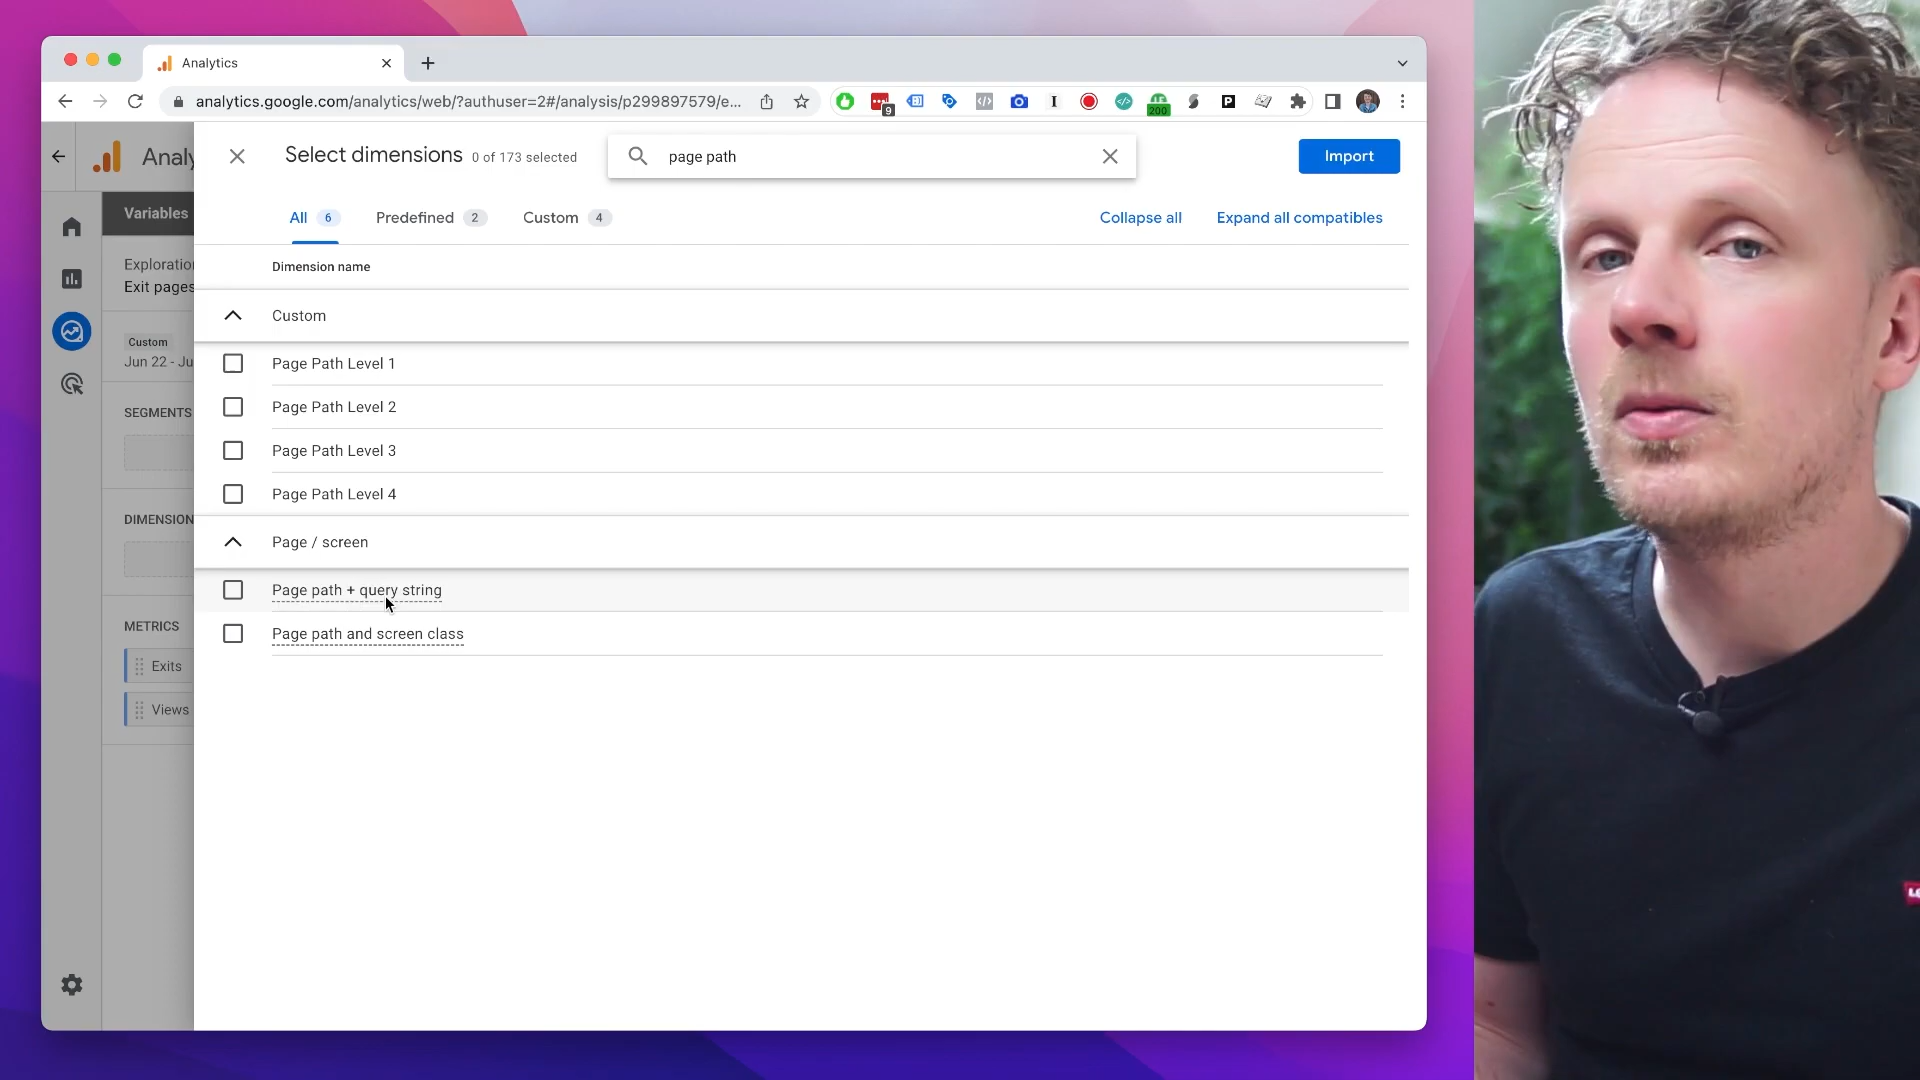 Analytics
analytics.google.com/analytics/web/?authuser=2#/analysis/p299897579/e...
9
200
P
Analy
Select dimensions 0 of 173 selected
page path
Import
Variables
All 6
Predefined 2
Custom 4
Collapse all
Expand all compatibles
Exploration
Exit pages
Dimension name
Custom
Custom
Jun 22 - Ju
Page Path Level 1
SEGMENTS
Page Path Level 2
Page Path Level 3
Page Path Level 4
DIMENSION
Page / screen
Page path + query string
METRICS
Page path and screen class
Exits
Views